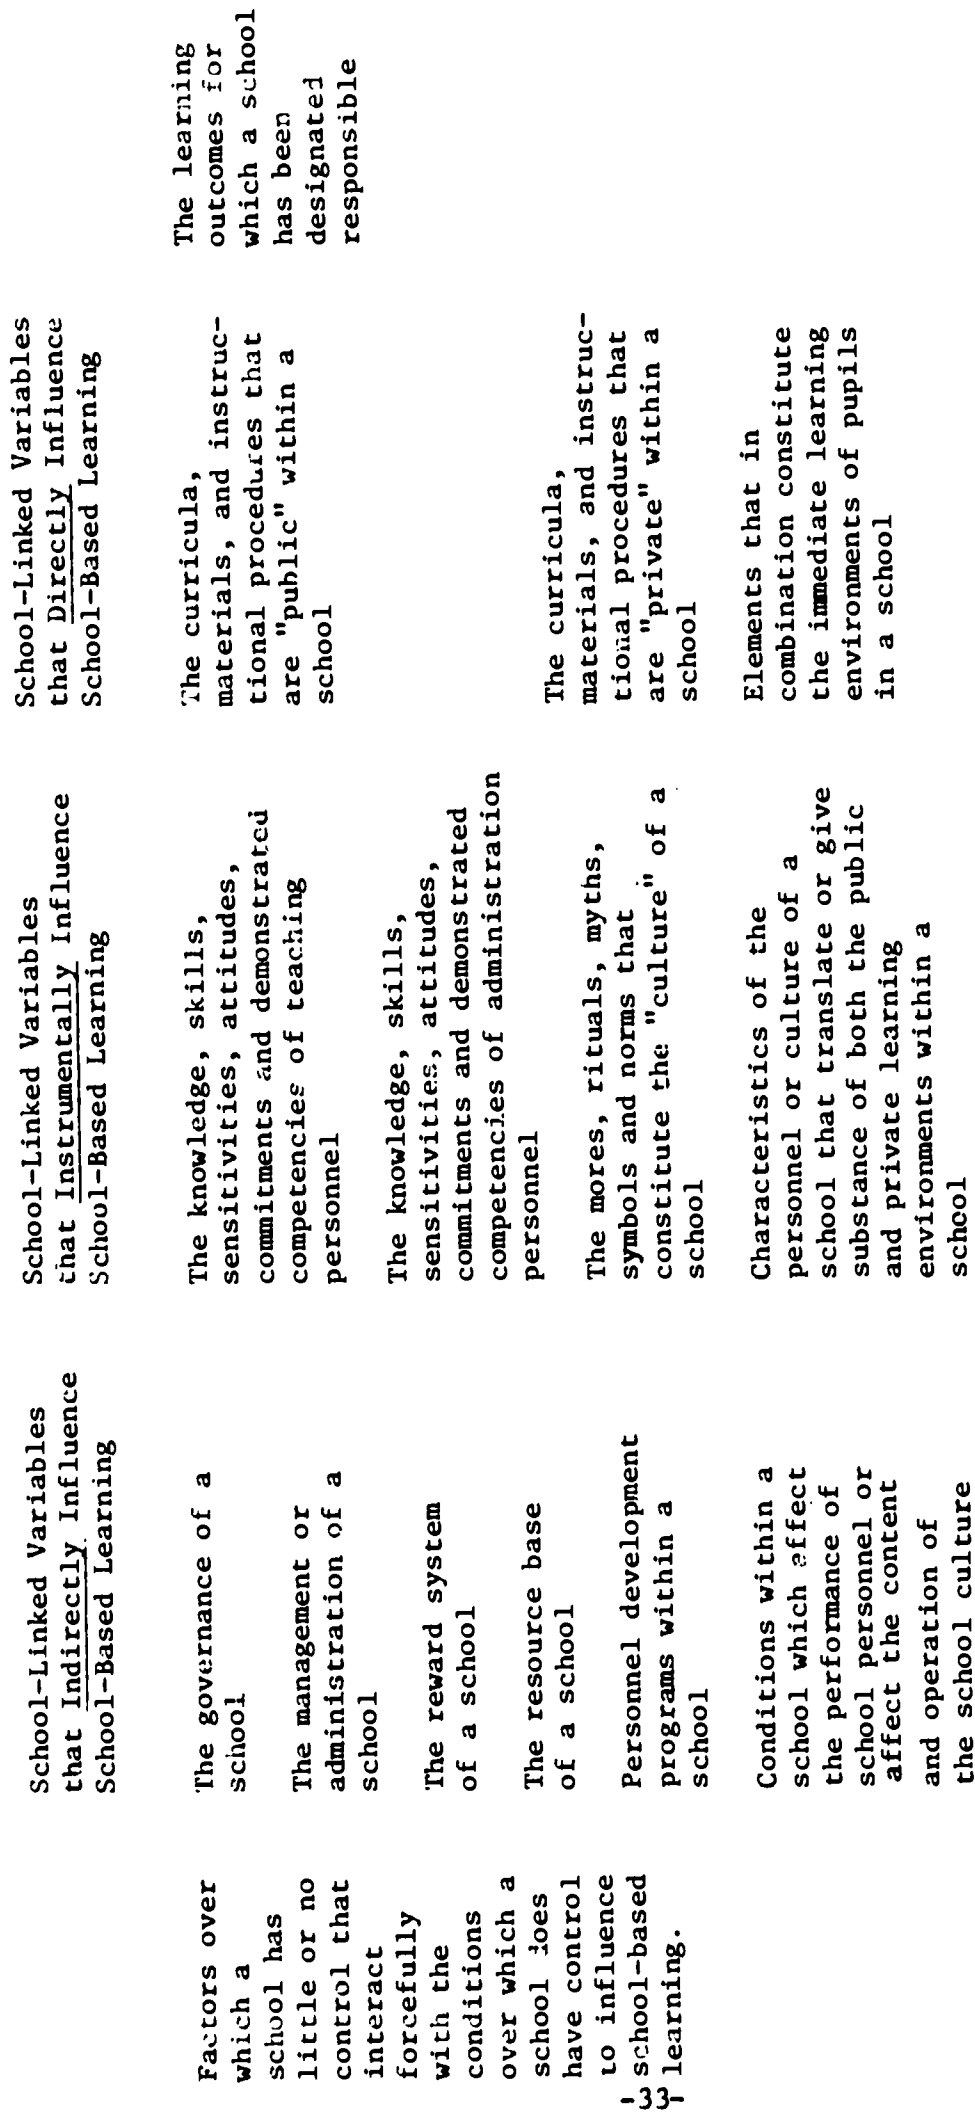 Factors over
which a
school has
little or no
control that
interact
forcefully
with the
conditions
over which a
school does
have control
to influence
school-based
learning.
School-Linked Variables
that Indirectly Influence
School-Based Learning
The governance of a
school
The management or
administration of a
school
The reward system
of a school
The resource base
of a school
Personnel development
programs within a
school
Conditions within a
school which affect
the performance of
school personnel or
affect the content
and operation of
the school culture
School-Linked Variables
that Instrumentally Influence
School-Based Learning
The knowledge, skills,
sensitivities, attitudes,
commitments and demonstrated
competencies of teaching
personnel
The knowledge, skills,
sensitivities, attitudes,
commitments and demonstrated
competencies of administration
personnel
The mores, rituals, myths,
symbols and norms that
constitute the "culture" of a
school
Characteristics of the
personnel or culture of a
school that translate or give
substance of both the public
and private learning
environments within a
school
School-Linked Variables
that Directly Influence
School-Based Learning
The curricula,
materials, and instruc-
tional procedures that
are "public" within a
school
The curricula,
materials, and instruc-
tional procedures that
are "private" within a
school
Elements that in
combination constitute
the immediate learning
environments of pupils
in a school
The learning
outcomes for
which a school
has been
designated
responsible
-33-